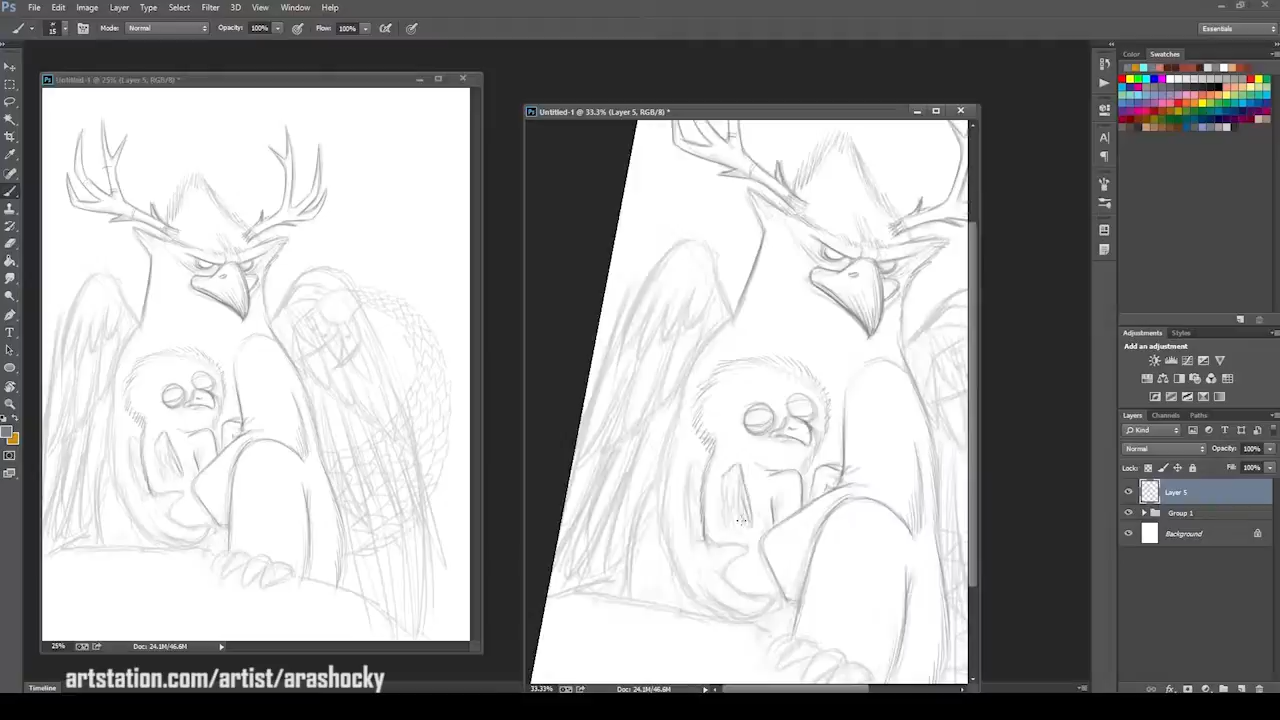 Ps File Edit Image Layer Type Select Filter 3D View Window Help
15 Mode: Normal Opacity: 100% Flow: 100% Essentials
Color Swatches
Untitled-1 @ 25% (Layer 5, RGB/8) *
Untitled-1 @ 33.3% (Layer 5, RGB/8) *
Adjustments Styles
Add an adjustment
Layers Channels Paths
Kind
Normal Opacity: 100%
Lock: Fill: 100%
Layer 5
Group 1
Background
25% Doc: 24.1M/46.6M
33.33% Doc: 24.1M/46.6M
artstation.com/artist/arashocky
Timeline